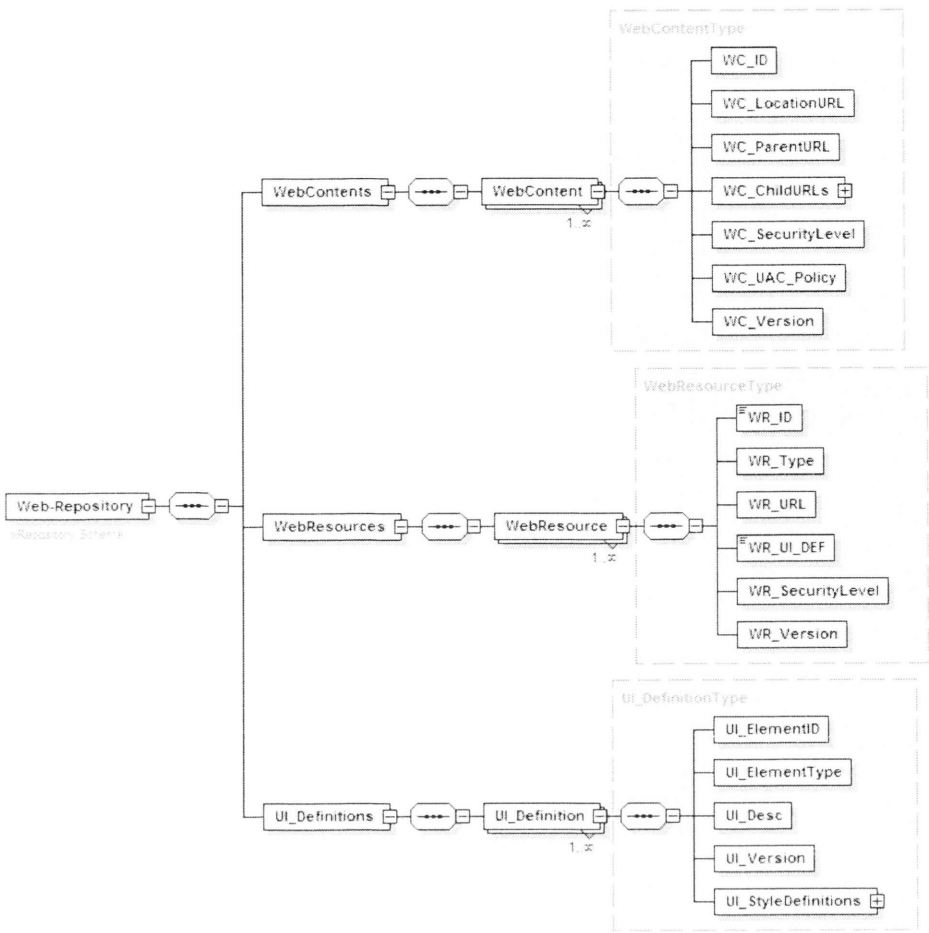 WebContentType
WC_ID
WC_LocationURL
WC_ParentURL
WebContents
WebContent
WC_ChildURLs
1..∞
WC_SecurityLevel
WC_UAC_Policy
WC_Version
WebResourceType
WR_ID
WR_Type
WR_URL
Web-Repository
WebResources
WebResource
1..∞
WR_UI_DEF
WR_SecurityLevel
WR_Version
UI_DefinitionType
UI_ElementID
UI_ElementType
UI_Definitions
UI_Definition
UI_Desc
1..∞
UI_Version
UI_StyleDefinitions